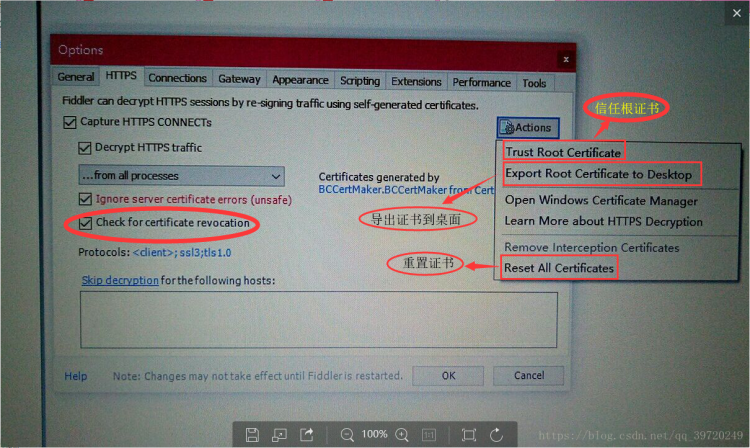 Options
General HTTPS Connections Gateway Appearance Scripting Extensions Performance Tools
Fiddler can decrypt HTTPS sessions by re-signing traffic using self-generated certificates.
信任根证书
Capture HTTPS CONNECTs
Actions
Decrypt HTTPS traffic
Trust Root Certificate
...from all processes
Certificates generated by
Export Root Certificate to Desktop
Ignore server certificate errors (unsafe)
BCCertMaker.BCCertMaker from Cert
Open Windows Certificate Manager
Check for certificate revocation
导出证书到桌面
Learn More about HTTPS Decryption
Protocols: <client>;ssl3;tls1.0
重置证书
Remove Interception Certificates
Reset All Certificates
Skip decryption for the following hosts:
Help
Note: Changes may not take effect until Fiddler is restarted.
OK
Cancel
100%
1:1
https://blog.csdn.net/qq_39720249